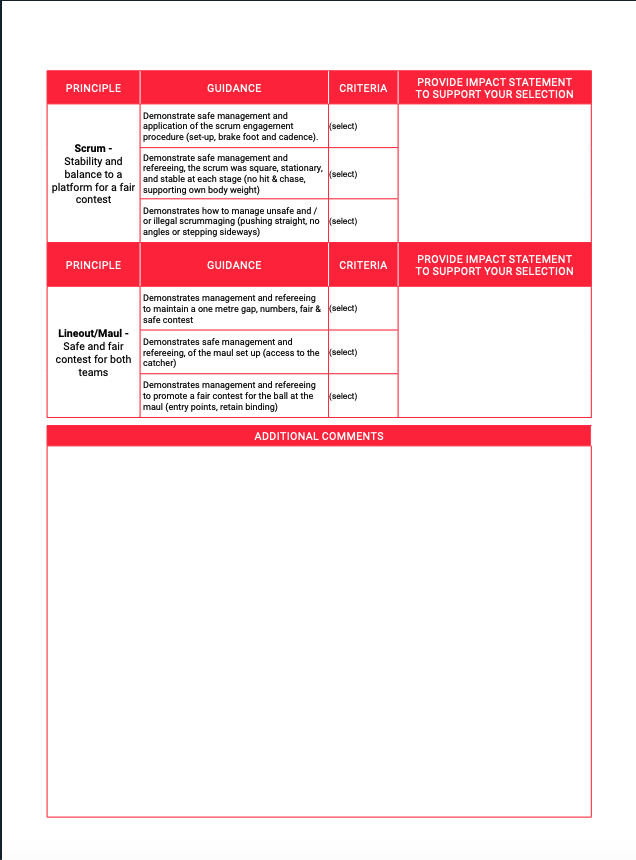 PRINCIPLE
GUIDANCE
CRITERIA
PROVIDE IMPACT STATEMENT
TO SUPPORT YOUR SELECTION
Scrum -
Stability and
balance to a
platform for a fair
contest
Demonstrate safe management and
application of the scrum engagement
procedure (set-up, brake foot and cadence).
(select)
Demonstrate safe management and
refereeing, the scrum was square, stationary,
and stable at each stage (no hit & chase,
supporting own body weight)
(select)
Demonstrates how to manage unsafe and /
or illegal scrummaging (pushing straight, no
angles or stepping sideways)
(select)
PRINCIPLE
GUIDANCE
CRITERIA
PROVIDE IMPACT STATEMENT
TO SUPPORT YOUR SELECTION
Lineout/Maul -
Safe and fair
contest for both
teams
Demonstrates management and refereeing
to maintain a one metre gap, numbers, fair &
safe contest
(select)
Demonstrates safe management and
refereeing, of the maul set up (access to the
catcher)
(select)
Demonstrates management and refereeing
to promote a fair contest for the ball at the
maul (entry points, retain binding)
(select)
ADDITIONAL COMMENTS